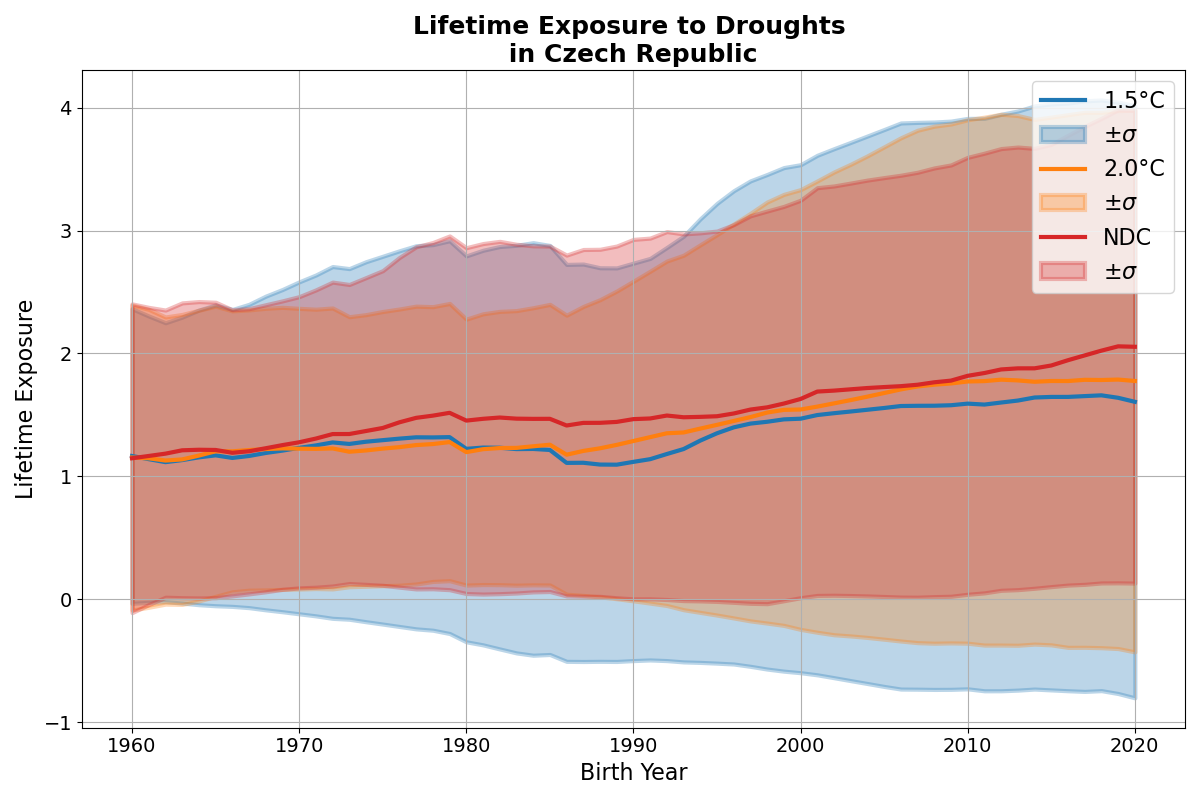 Lifetime Exposure to Droughts
in Czech Republic
Lifetime Exposure
4
3
2
1
0
−1
1960 1970 1980 1990 2000 2010 2020
Birth Year
1.5°C
±σ
2.0°C
±σ
NDC
±σ